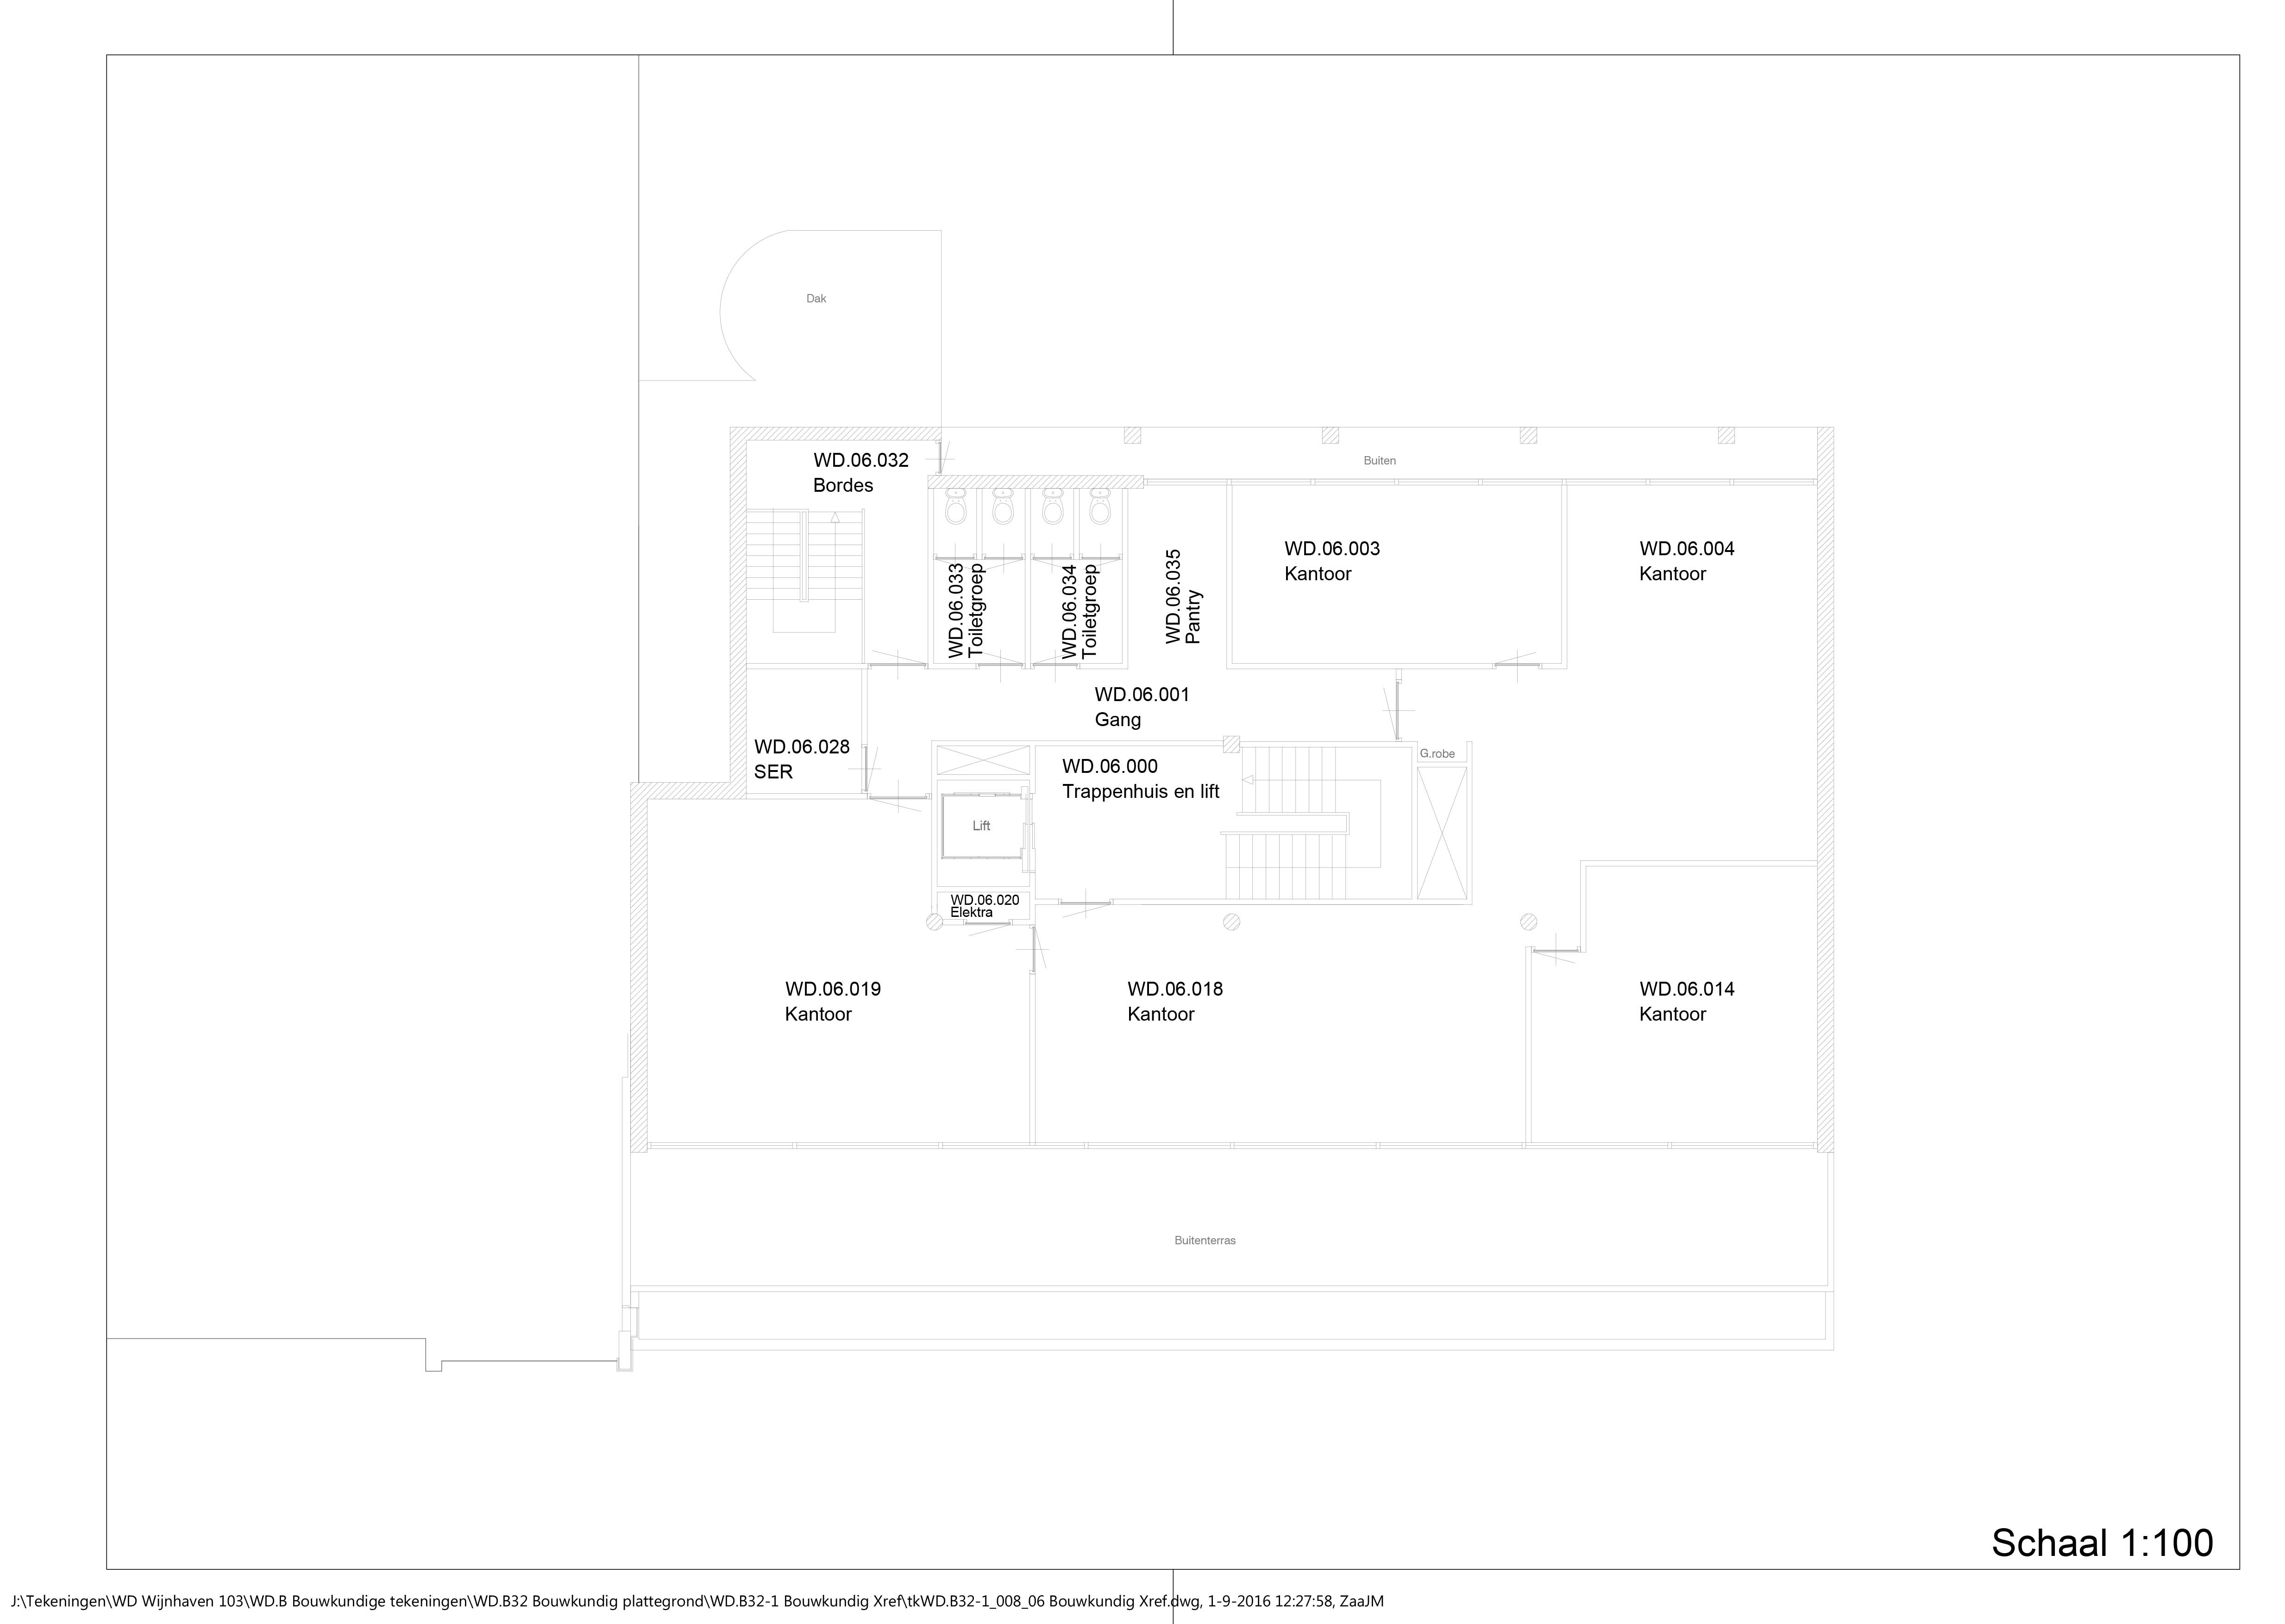 Dak
WD.06.032
Bordes
Buiten
WD.06.033
Toiletgroep
WD.06.034
Toiletgroep
WD.06.035
Pantry
WD.06.003
Kantoor
WD.06.004
Kantoor
WD.06.001
Gang
WD.06.028
SER
WD.06.000
Trappenhuis en lift
G.robe
Lift
WD.06.020
Elektra
WD.06.019
Kantoor
WD.06.018
Kantoor
WD.06.014
Kantoor
Buitenterras
Schaal 1:100
J:\Tekeningen\WD Wijnhaven 103\WD.B Bouwkundige tekeningen\WD.B32 Bouwkundig plattegrond\WD.B32-1 Bouwkundig Xref\tkWD.B32-1_008_06 Bouwkundig Xref.dwg, 1-9-2016 12:27:58, ZaaJM